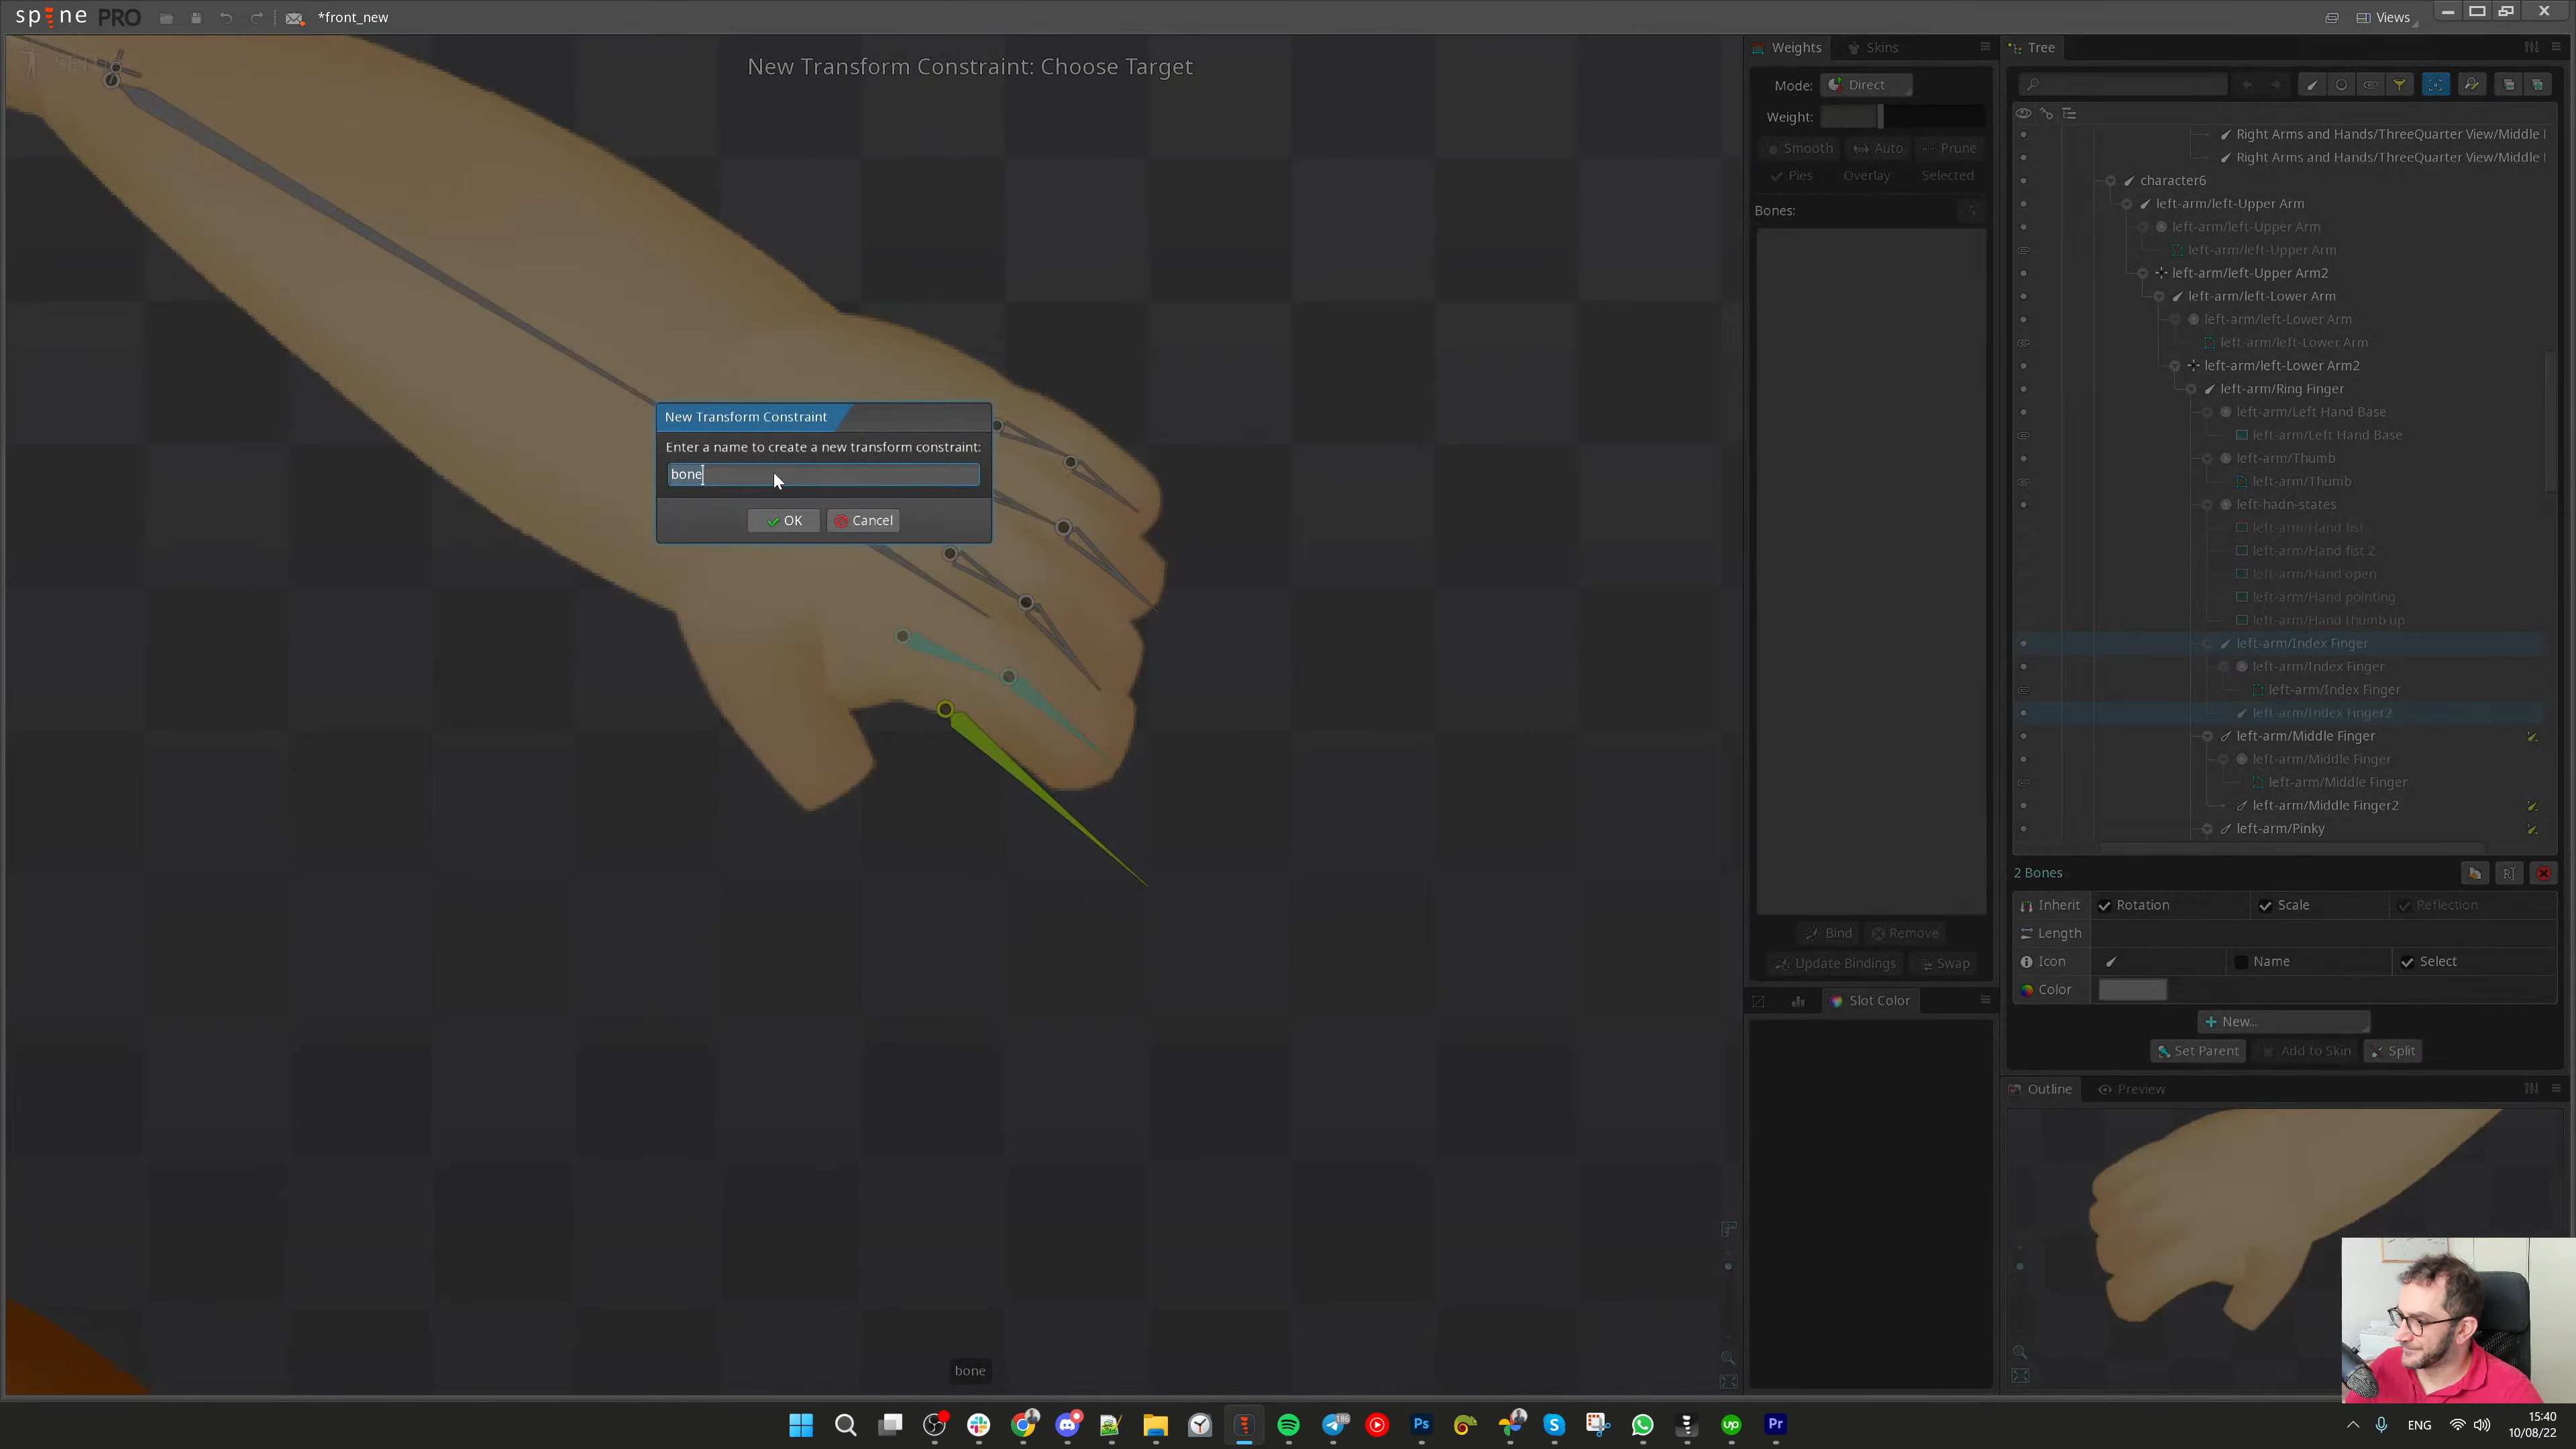 spine PRO
*front_new
Views
SETUP
New Transform Constraint: Choose Target
New Transform Constraint
Enter a name to create a new transform constraint:
bone
OK
Cancel
bone
Weights
Skins
Mode:
Direct
Weight:
Smooth
Auto
Prune
Pies
Overlay
Selected
Bones:
Bind
Remove
Update Bindings
Swap
Slot Color
Tree
Right Arms and Hands/ThreeQuarter View/Middle
Right Arms and Hands/ThreeQuarter View/Middle
character6
left-arm/left-Upper Arm
left-arm/left-Upper Arm
left-arm/left-Upper Arm
left-arm/left-Upper Arm2
left-arm/left-Lower Arm
left-arm/left-Lower Arm
left-arm/left-Lower Arm
left-arm/left-Lower Arm2
left-arm/Ring Finger
left-arm/Left Hand Base
left-arm/Left Hand Base
left-arm/Thumb
left-arm/Thumb
left-hadn-states
left-arm/Hand fist
left-arm/Hand fist 2
left-arm/Hand open
left-arm/Hand pointing
left-arm/Hand thumb up
left-arm/Index Finger
left-arm/Index Finger
left-arm/Index Finger
left-arm/Index Finger2
left-arm/Middle Finger
left-arm/Middle Finger
left-arm/Middle Finger
left-arm/Middle Finger2
left-arm/Pinky
2 Bones
Inherit
Rotation
Scale
Reflection
Length
Icon
Name
Select
Color
New...
Set Parent
Add to Skin
Split
Outline
Preview
186
Ps
up
Pr
ENG
15:40
10/08/22